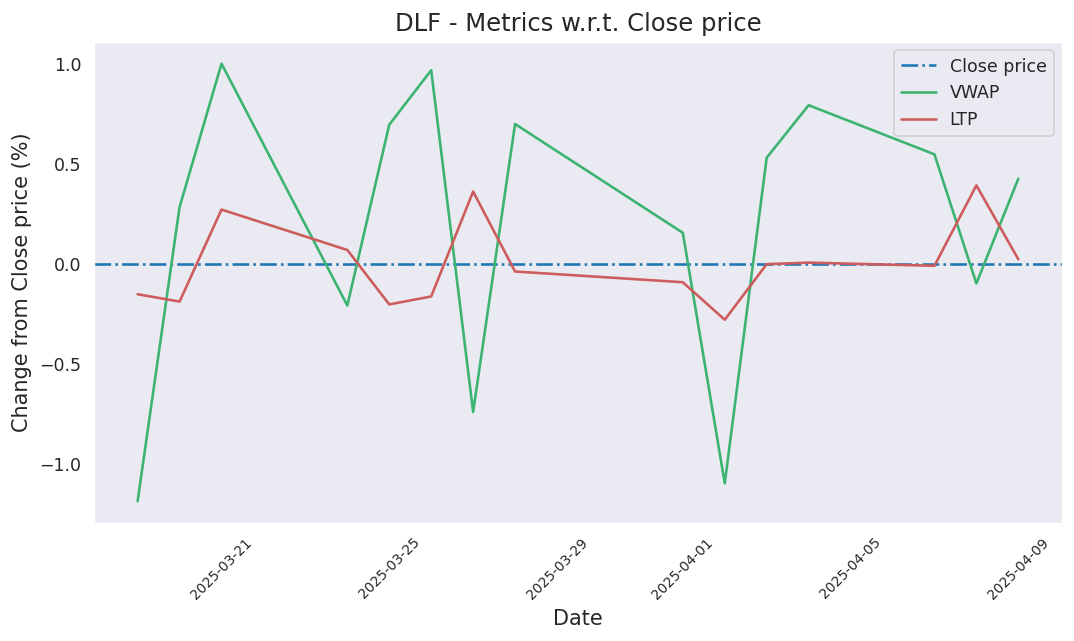 DLF - Metrics w.r.t. Close price
Close price
VWAP
LTP
Change from Close price (%)
1.0
0.5
0.0
−0.5
−1.0
2025-03-21
2025-03-25
2025-03-29
2025-04-01
2025-04-05
2025-04-09
Date